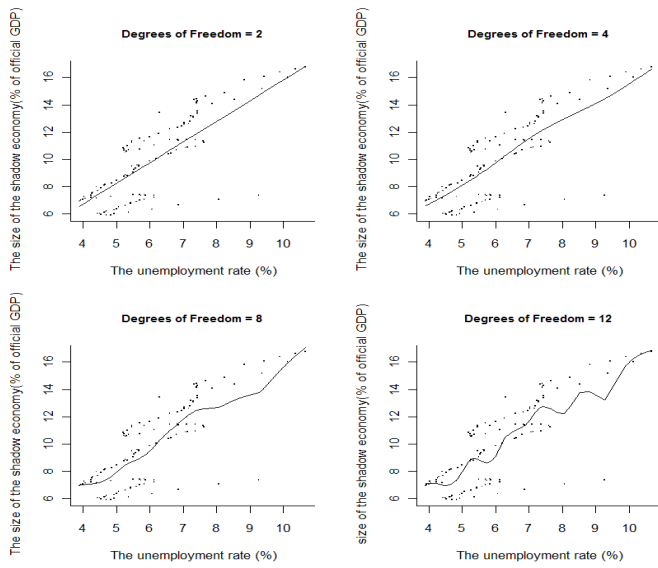 Degrees of Freedom = 2
The size of the shadow economy(% of official GDP)
16
14
12
10
8
6
4 5 6 7 8 9 10
The unemployment rate (%)
Degrees of Freedom = 4
The size of the shadow economy(% of official GDP)
16
14
12
10
8
6
4 5 6 7 8 9 10
The unemployment rate (%)
Degrees of Freedom = 8
The size of the shadow economy(% of official GDP)
16
14
12
10
8
6
4 5 6 7 8 9 10
The unemployment rate (%)
Degrees of Freedom = 12
size of the shadow economy(% of official GDP)
16
14
12
10
8
6
4 5 6 7 8 9 10
The unemployment rate (%)